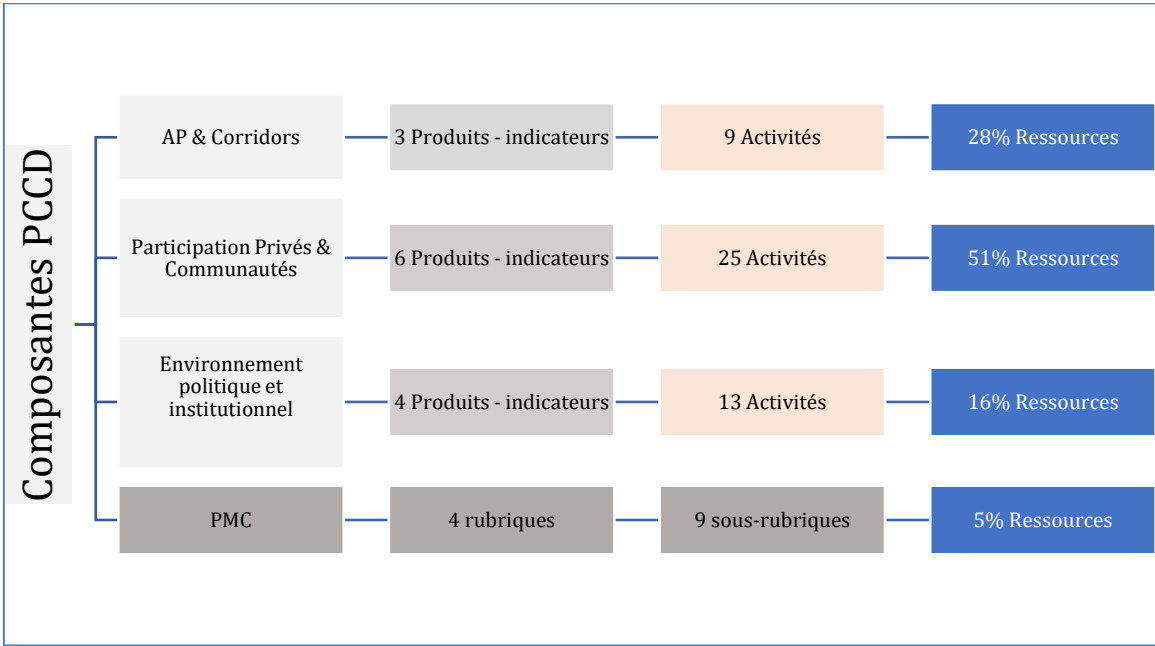 Composantes PCCD
AP & Corridors
3 Produits - indicateurs
9 Activités
28% Ressources
Participation Privés &
Communautés
6 Produits - indicateurs
25 Activités
51% Ressources
Environnement
politique et
institutionnel
4 Produits - indicateurs
13 Activités
16% Ressources
PMC
4 rubriques
9 sous-rubriques
5% Ressources